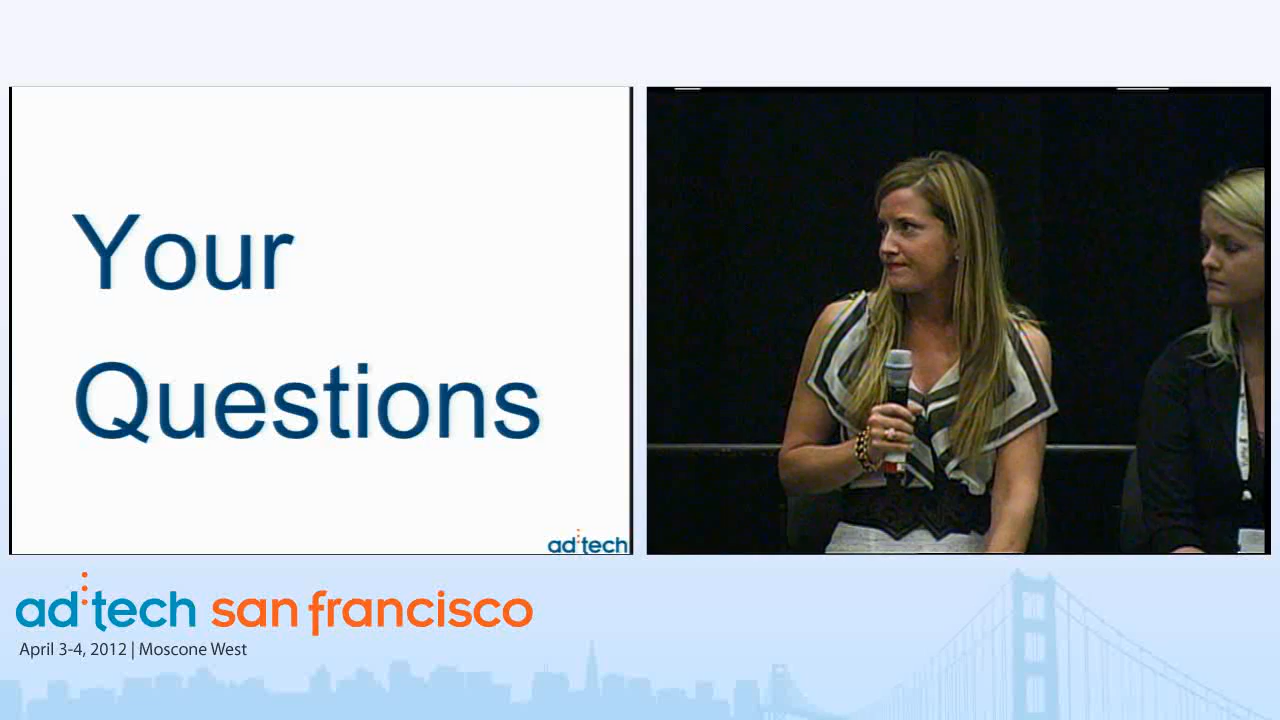 Your
Questions
ad:tech
ad:tech san francisco
April 3-4, 2012 | Moscone West